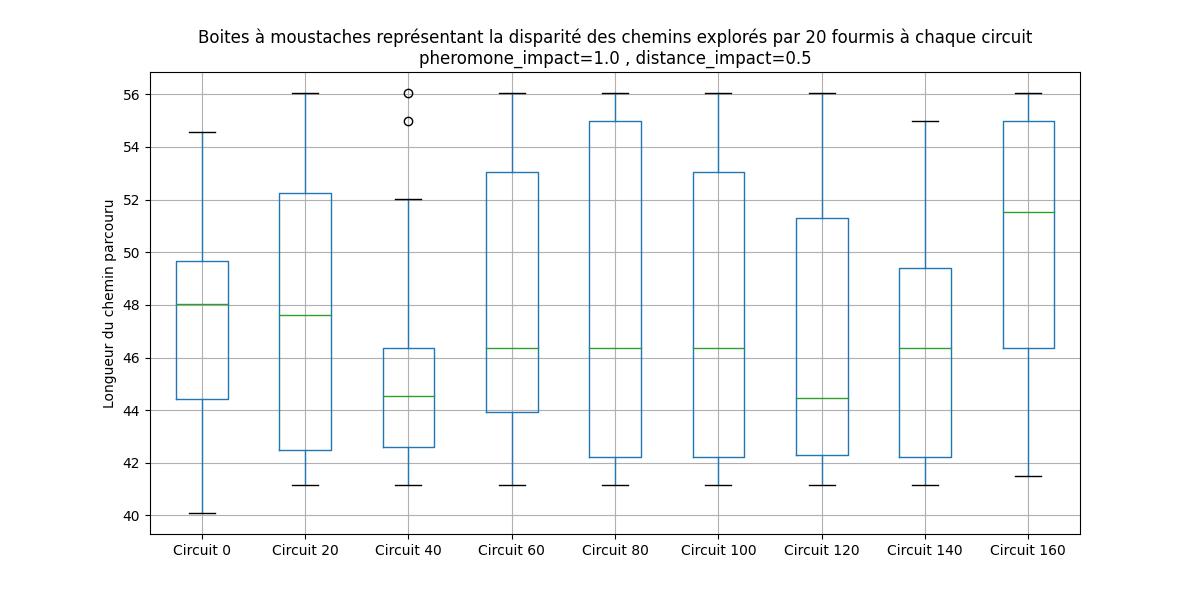 Boites à moustaches représentant la disparité des chemins explorés par 20 fourmis à chaque circuit
pheromone_impact=1.0 , distance_impact=0.5
Longueur du chemin parcouru
56
54
52
50
48
46
44
42
40
Circuit 0 Circuit 20 Circuit 40 Circuit 60 Circuit 80 Circuit 100 Circuit 120 Circuit 140 Circuit 160